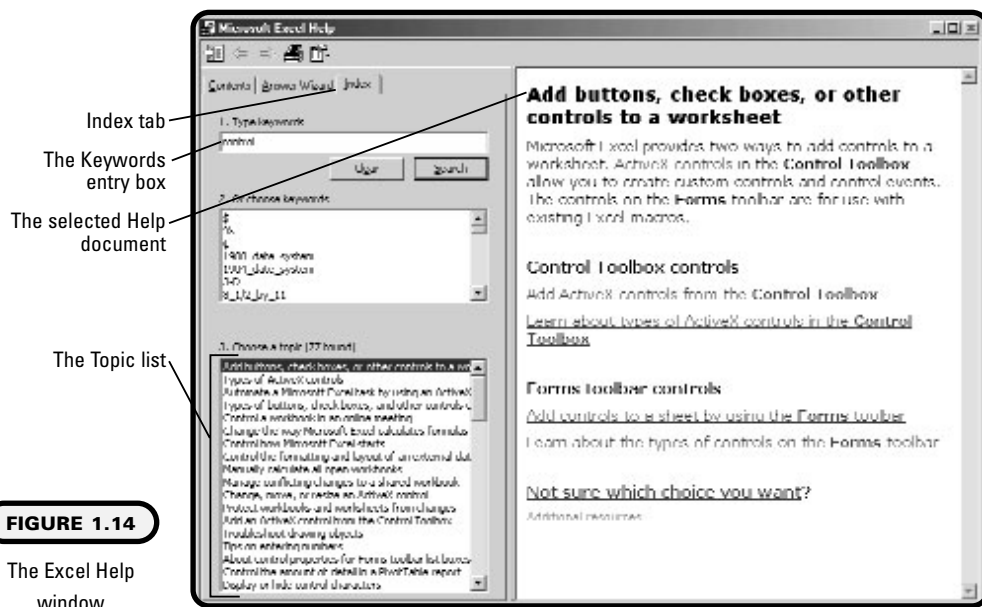 Microsoft Excel Help
Contents
Answer Wizard
Index
Index tab
1. Type keywords
The Keywords
entry box
control
Clear
Search
The selected Help
document
2. Or choose keywords
$
%
1900_date_system
1904_date_system
3-D
8_1/2_by_11
The Topic list
3. Choose a topic (77 found)
Add buttons, check boxes, or other controls to a wo
Types of ActiveX controls
Automate a Microsoft Excel task by using an ActiveX
Types of buttons, check boxes, and other controls c
Control a workbook in an online meeting
Change the way Microsoft Excel calculates formulas
Control how Microsoft Excel starts
Control the formatting and layout of an external dat
Manually calculate all open workbooks
Manage conflicting changes to a shared workbook
Change, move, or resize an ActiveX control
Protect workbooks and worksheets from changes
Add an ActiveX control from the Control Toolbox
Troubleshoot drawing objects
Tips on entering numbers
About control properties for Forms toolbar list boxes
Control the amount of detail in a PivotTable report
Display or hide control characters
Add buttons, check boxes, or other
controls to a worksheet
Microsoft Excel provides two ways to add controls to a
worksheet. ActiveX controls in the Control Toolbox
allow you to create custom controls and control events.
The controls on the Forms toolbar are for use with
existing Excel macros.
Control Toolbox controls
Add ActiveX controls from the Control Toolbox
Learn about types of ActiveX controls in the Control
Toolbox
Forms toolbar controls
Add controls to a sheet by using the Forms toolbar
Learn about the types of controls on the Forms toolbar
Not sure which choice you want?
Additional resources
FIGURE 1.14
The Excel Help
window